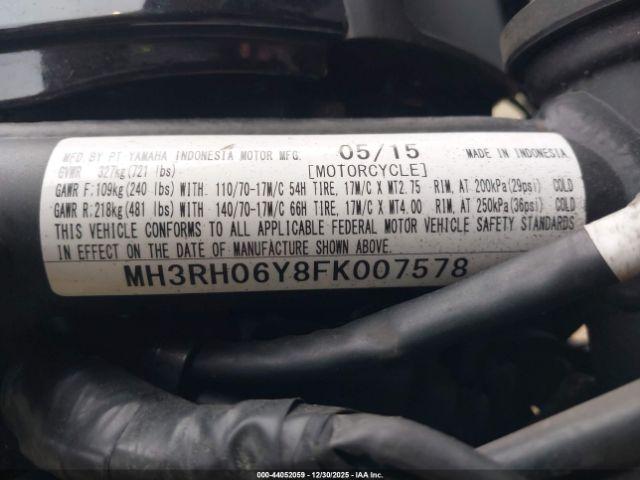 MFD BY PT.YAMAHA INDONESIA MOTOR MFG. 05/15 MADE IN INDONESIA
GVWR 327kg(721 lbs) [MOTORCYCLE]
GAWR F:109kg(240 lbs)WITH: 110/70-17M/C 54H TIRE, 17M/C X MT2.75 RIM, AT 200kPa(29psi) COLD
GAWR R:218kg(481 lbs)WITH: 140/70-17M/C 66H TIRE, 17M/C X MT4.00 RIM, AT 250kPa(36psi) COLD
THIS VEHICLE CONFORMS TO ALL APPLICABLE FEDERAL MOTOR VEHICLE SAFETY STANDARDS
IN EFFECT ON THE DATE OF MANUFACTURE SHOWN ABOVE.
MH3RH06Y8FK007578
000-44052059 - 12/30/2025 - IAA, Inc.